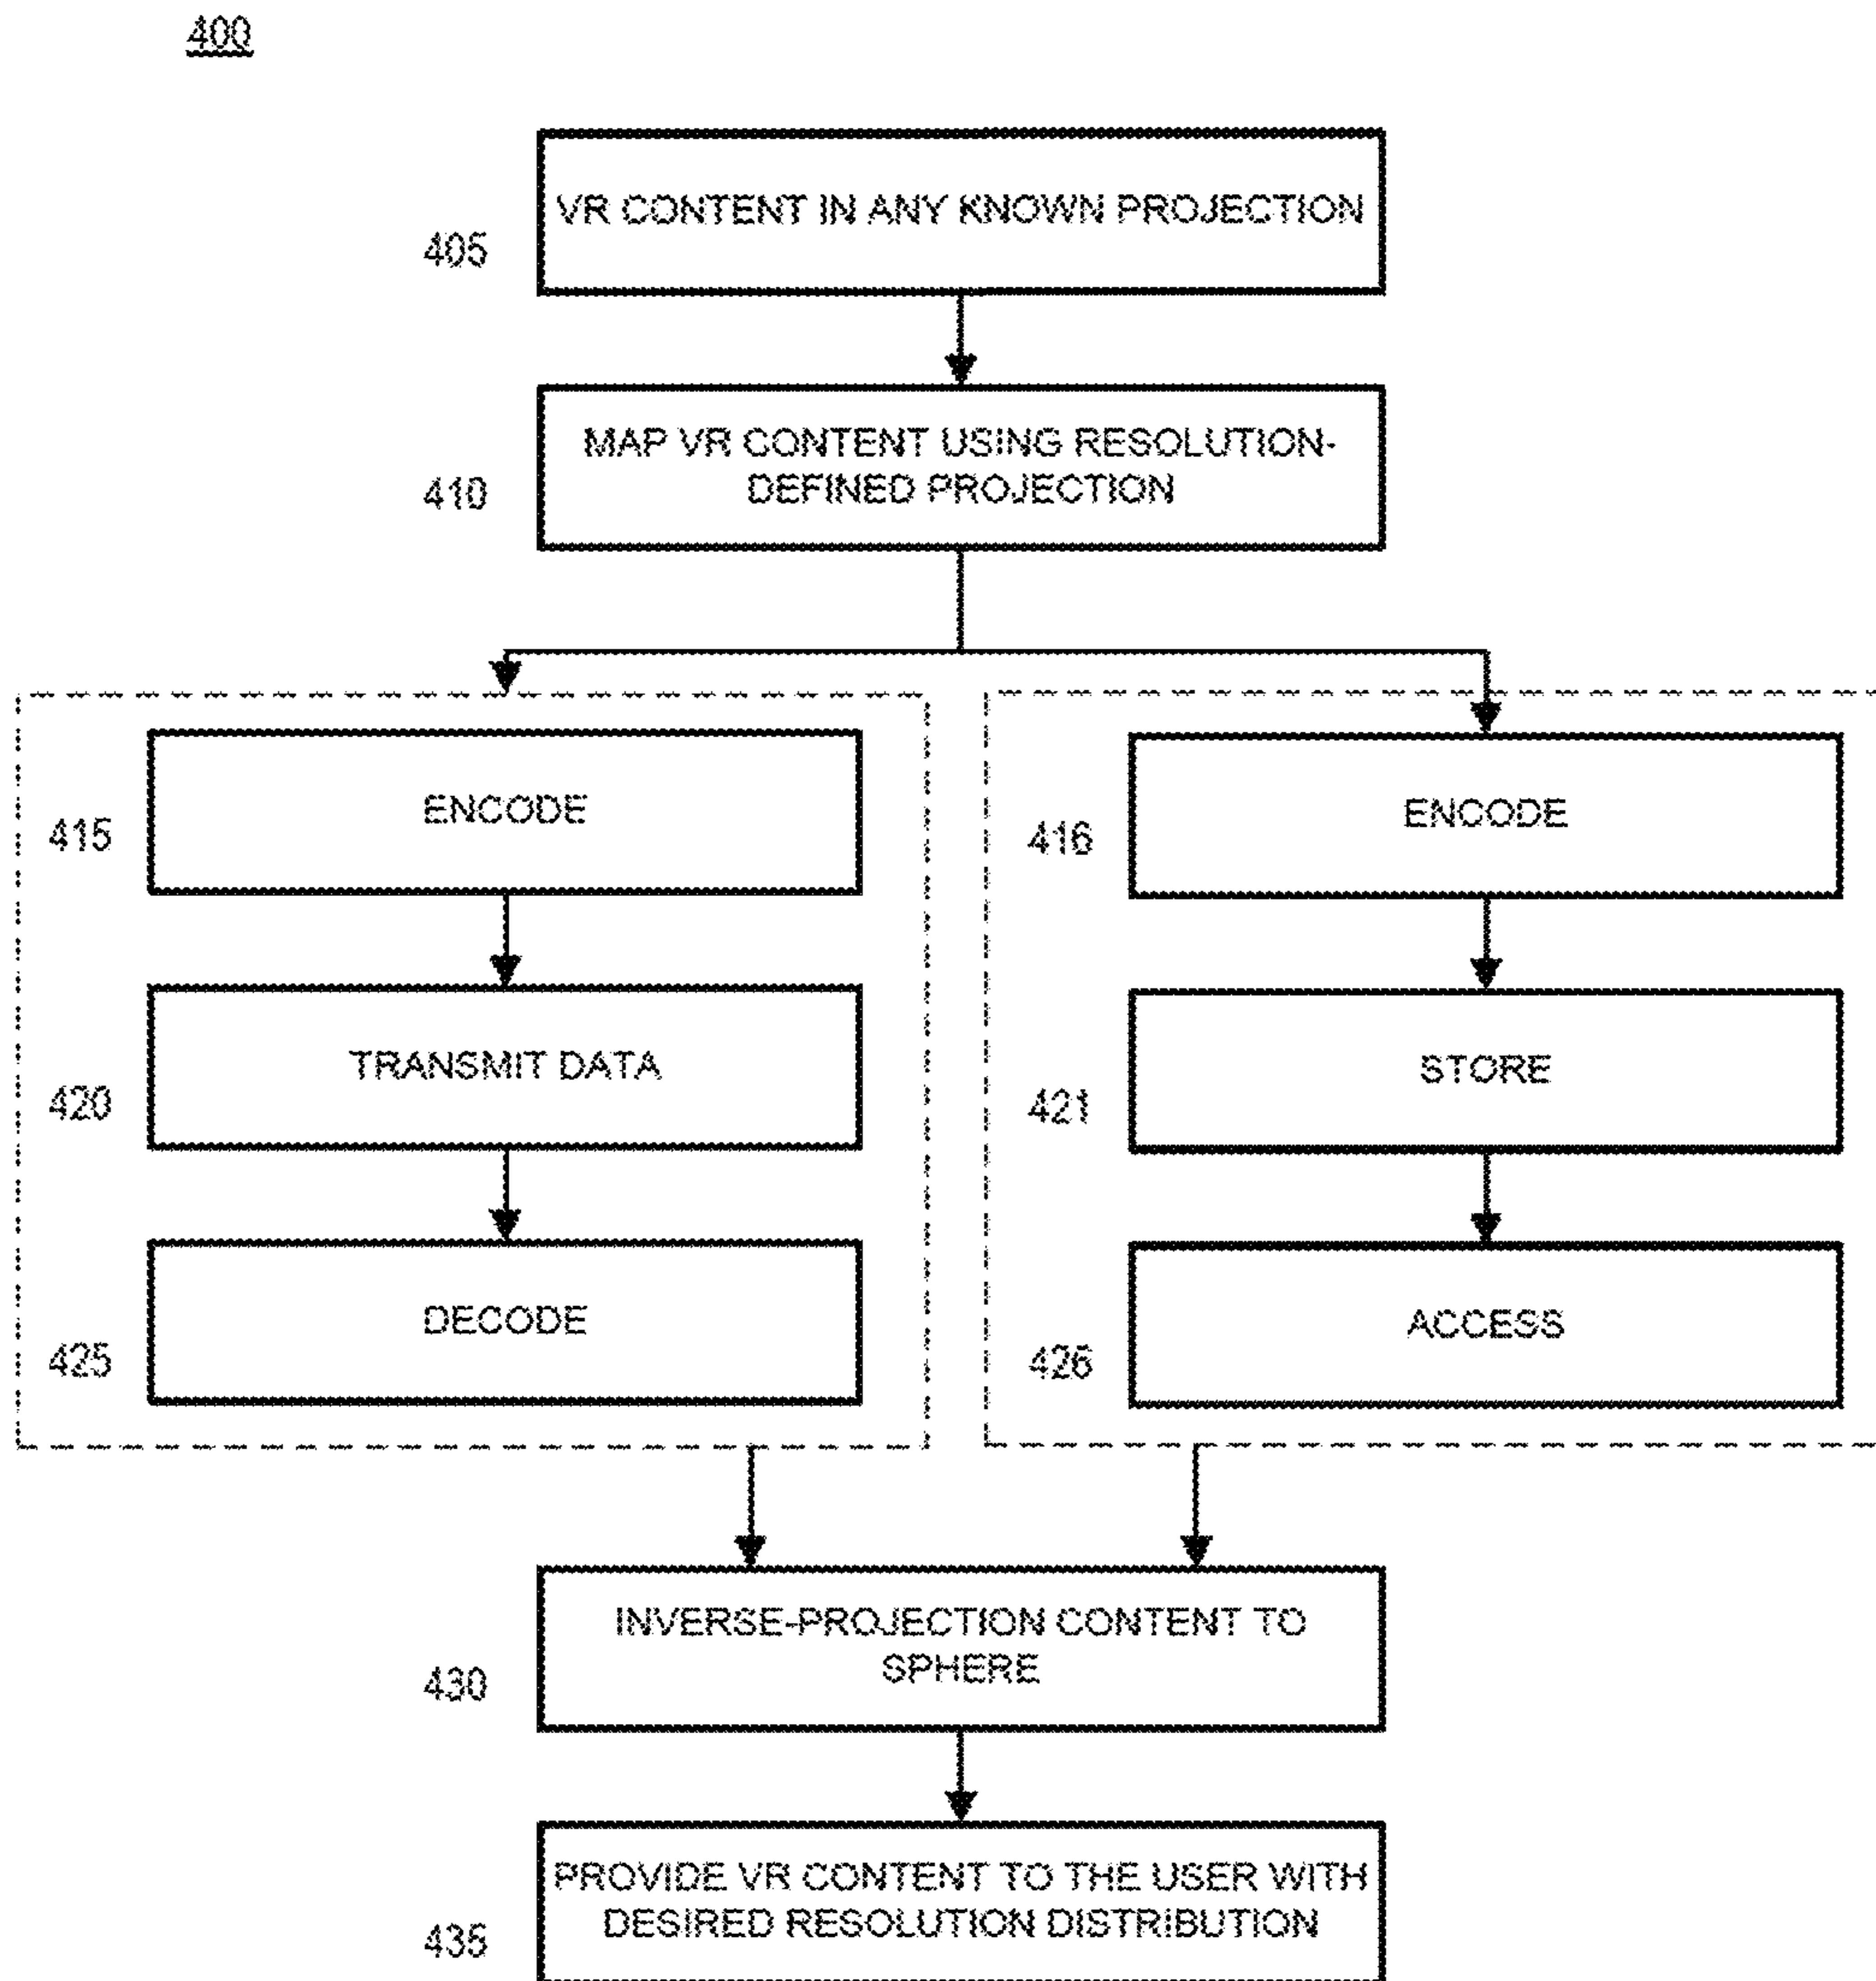 400
VR CONTENT IN ANY KNOWN PROJECTION
405
MAP VR CONTENT USING RESOLUTION-
DEFINED PROJECTION
410
ENCODE
415
ENCODE
416
TRANSMIT DATA
420
STORE
421
DECODE
425
ACCESS
426
INVERSE-PROJECTION CONTENT TO
SPHERE
430
PROVIDE VR CONTENT TO THE USER WITH
DESIRED RESOLUTION DISTRIBUTION
435